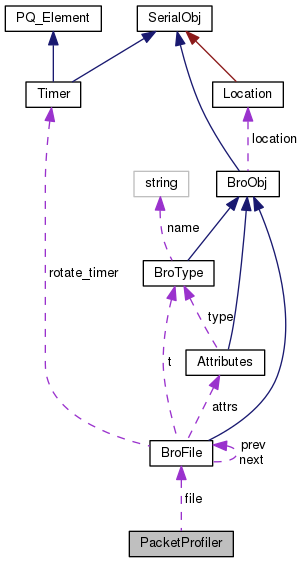 PQ_Element
SerialObj
Timer
Location
location
string
BroObj
name
rotate_timer
BroType
type
t
Attributes
attrs
prev
next
BroFile
file
PacketProfiler